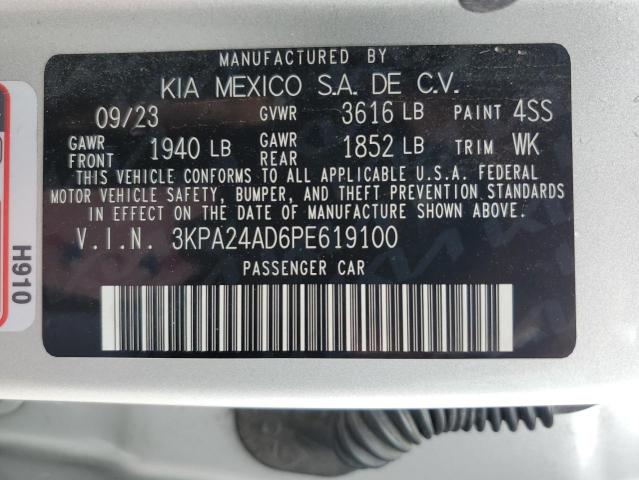 MANUFACTURED BY
KIA MEXICO S.A. DE C.V.
09/23 GVWR 3616 LB PAINT 4SS
GAWR FRONT 1940 LB GAWR REAR 1852 LB TRIM WK
THIS VEHICLE CONFORMS TO ALL APPLICABLE U.S.A. FEDERAL
MOTOR VEHICLE SAFETY, BUMPER, AND THEFT PREVENTION STANDARDS
IN EFFECT ON THE DATE OF MANUFACTURE SHOWN ABOVE.
V.I.N. 3KPA24AD6PE619100
PASSENGER CAR
H910